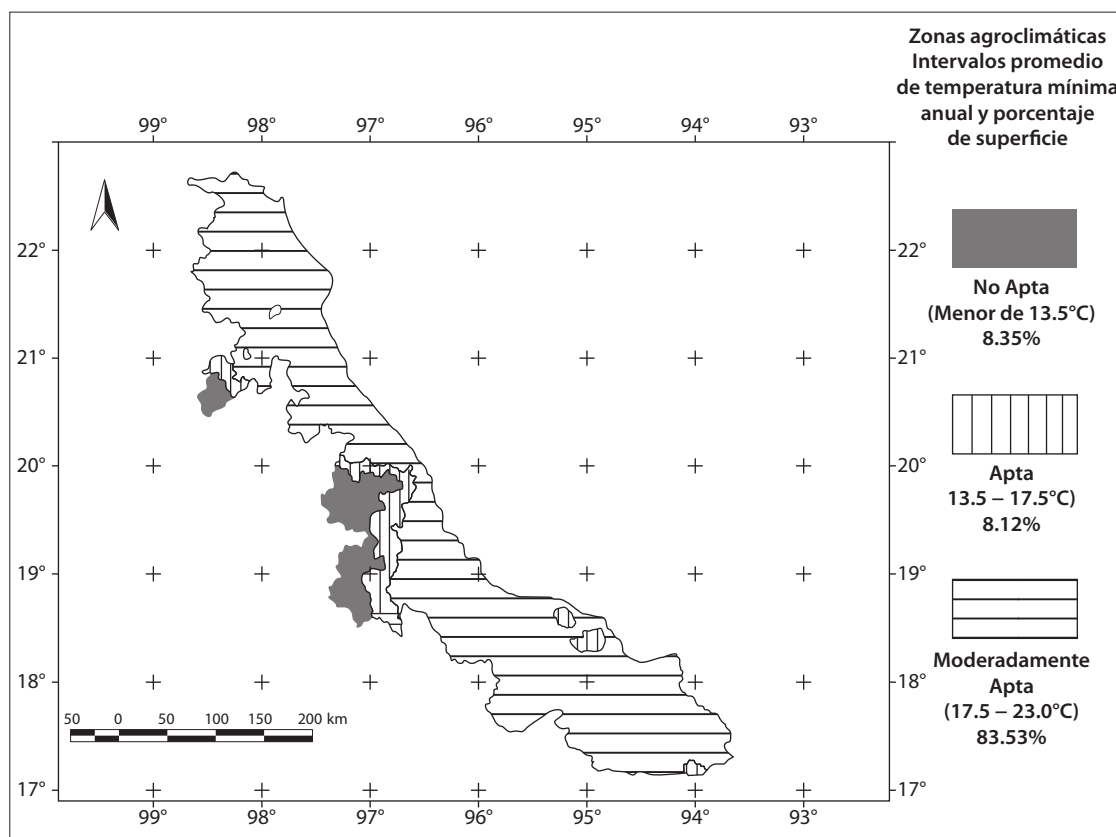 Zonas agroclimáticas
Intervalos promedio
de temperatura mínima
anual y porcentaje
de superficie
99° 98° 97° 96° 95° 94° 93°
22° 22°
21° 21°
20° 20°
19° 19°
18° 18°
17° 17°
99° 98° 97° 96° 95° 94° 93°
50 0 50 100 150 200 km
No Apta
(Menor de 13.5°C)
8.35%
Apta
13.5 – 17.5°C)
8.12%
Moderadamente
Apta
(17.5 – 23.0°C)
83.53%